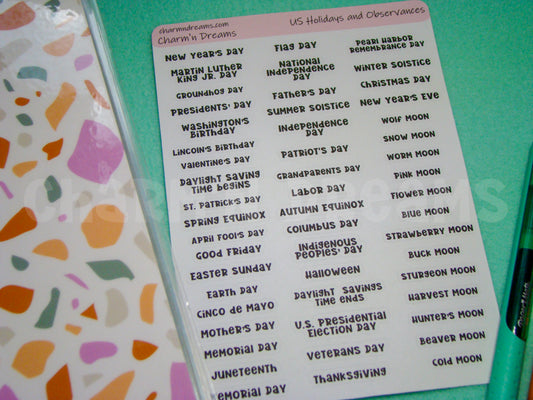 charmndreams.com
Charm'n Dreams
US Holidays and Observances
New Year's Day
Martin Luther
King Jr. Day
Groundhog Day
Presidents' Day
Washington's
Birthday
Lincoln's Birthday
Valentine's Day
Daylight Saving
Time Begins
St. Patrick's Day
Spring Equinox
April Fool's Day
Good Friday
Easter Sunday
Earth Day
Cinco de Mayo
Mother's Day
Memorial Day
Juneteenth
emorial Day
Flag Day
National
Independence
Day
Father's Day
Summer Solstice
Independence
Day
Patriot's Day
Grandparents Day
Labor Day
Autumn Equinox
Columbus Day
Indigenous
Peoples' Day
Halloween
Daylight Savings
Time Ends
U.S. Presidential
Election Day
Veterans Day
Thanksgiving
Pearl Harbor
Remembrance Day
Winter Solstice
Christmas Day
New Year's Eve
Wolf Moon
Snow Moon
Worm Moon
Pink Moon
Flower Moon
Blue Moon
Strawberry Moon
Buck Moon
Sturgeon Moon
Harvest Moon
Hunter's Moon
Beaver Moon
Cold Moon
Charm'n Dreams